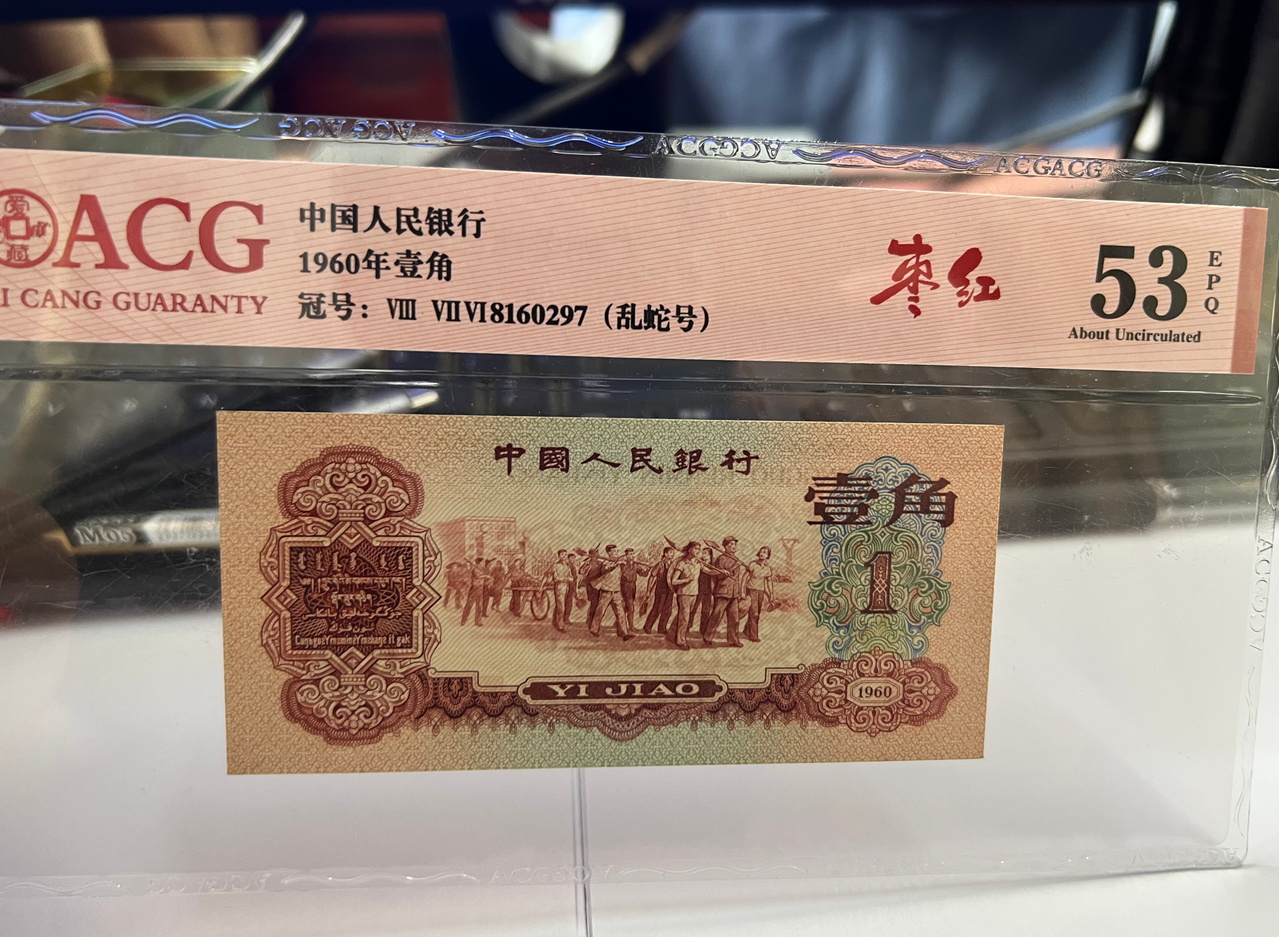 ACGACG
ACG
I CANG GUARANTY
中国人民银行
1960年壹角
冠号：Ⅷ ⅦⅥ8160297（乱蛇号）
枣红
53
EPQ
About Uncirculated
中國人民銀行
壹角
1
YI JIAO
1960